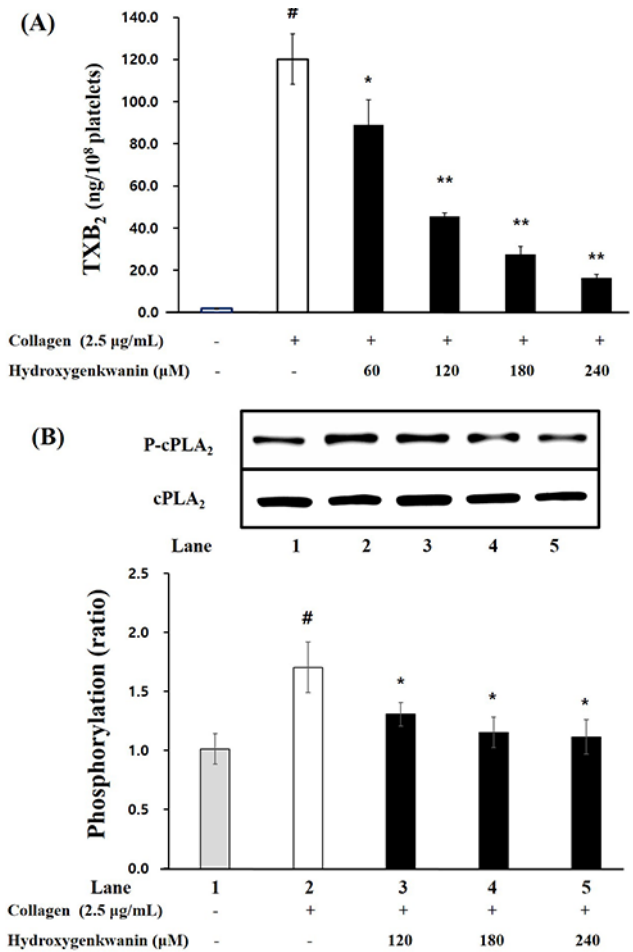 (A)
#
140.0
120.0
*
100.0
80.0
**
60.0
**
40.0
**
20.0
0.0
TXB₂ (ng/10⁸ platelets)
Collagen (2.5 µg/mL) - + + + + +
Hydroxygenkwanin (µM) - - 60 120 180 240
(B)
P-cPLA₂
cPLA₂
Lane 1 2 3 4 5
2.5
#
2.0
*
*
*
1.5
1.0
0.5
0.0
Phosphorylation (ratio)
Lane 1 2 3 4 5
Collagen (2.5 µg/mL) - + + + +
Hydroxygenkwanin (µM) - - 120 180 240